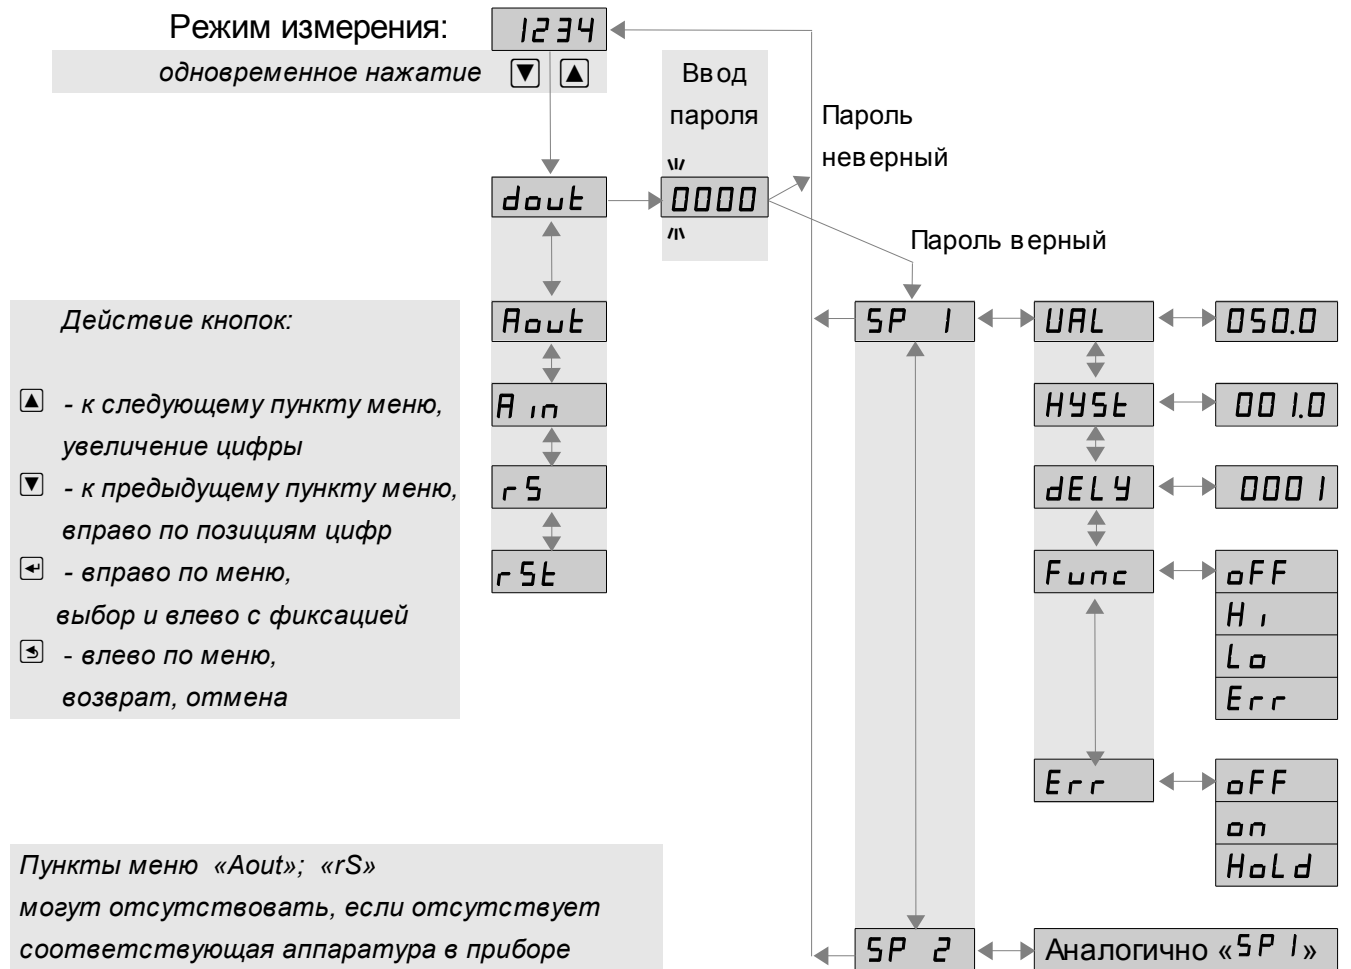 Режим измерения: 1234
одновременное нажатие
Ввод
пароля
Пароль
неверный
dout
0000
Пароль верный
Действие кнопок:
- к следующему пункту меню,
увеличение цифры
- к предыдущему пункту меню,
вправо по позициям цифр
- вправо по меню,
выбор и влево с фиксацией
- влево по меню,
возврат, отмена
Aout
A in
rS
rSt
SP 1
UAL
050.0
HYSt
001.0
dELY
0001
Func
oFF
Hi
Lo
Err
Err
oFF
on
HoLd
Пункты меню «Aout»; «rS»
могут отсутствовать, если отсутствует
соответствующая аппаратура в приборе
SP 2
Аналогично «SP 1»